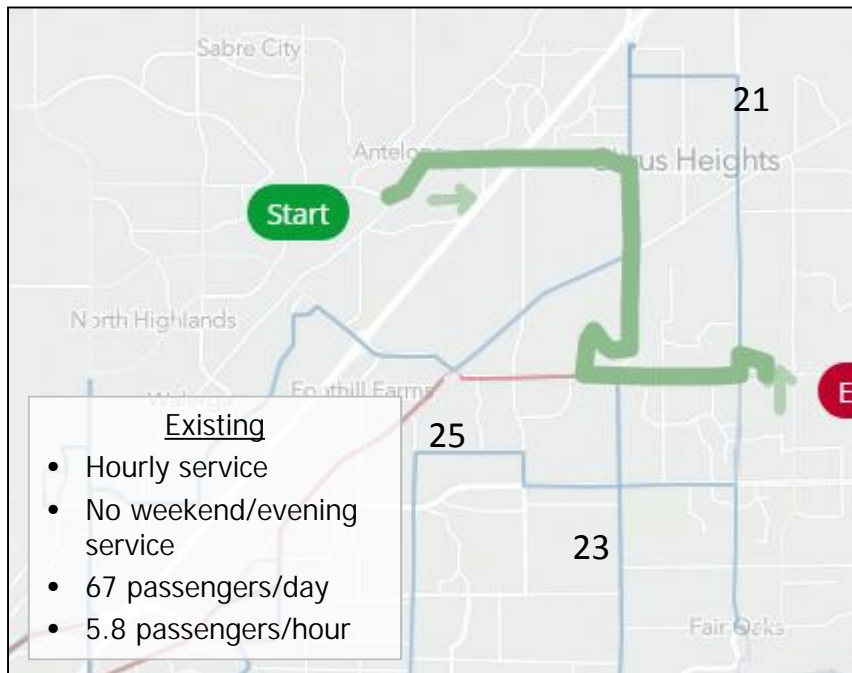 Sabre City
21
Antelope
Citrus Heights
Start
North Highlands
E
Foothill Farms
Existing
25
• Hourly service
• No weekend/evening
service
23
• 67 passengers/day
• 5.8 passengers/hour
Fair Oaks